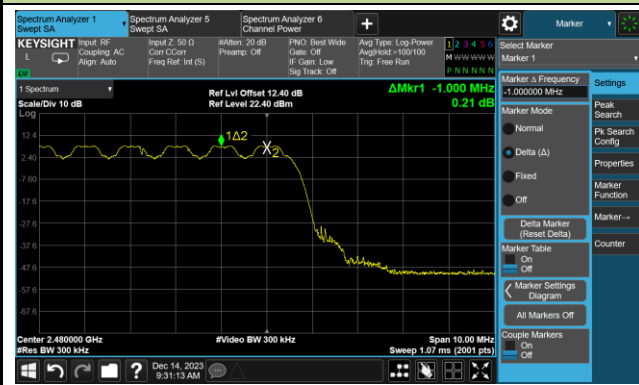 Spectrum Analyzer 1
Swept SA
Spectrum Analyzer 5
Swept SA
Spectrum Analyzer 6
Channel Power
+
Marker
KEYSIGHT
L
LXI
Input: RF
Coupling: AC
Align: Auto
Input Z: 50 Ω
Corr CCorr
Freq Ref: Int (S)
#Atten: 20 dB
Preamp: Off
PNO: Best Wide
Gate: Off
IF Gain: Low
Sig Track: Off
Avg Type: Log-Power
Avg|Hold:>100/100
Trig: Free Run
1 2 3 4 5 6
M W W W W W
P N N N N N
Select Marker
Marker 1
1 Spectrum
Scale/Div 10 dB
Log
Ref Lvl Offset 12.40 dB
Ref Level 22.40 dBm
ΔMkr1 -1.000 MHz
0.21 dB
1Δ2
X2
12.4
2.40
-7.60
-17.6
-27.6
-37.6
-47.6
-57.6
-67.6
Center 2.480000 GHz
#Res BW 300 kHz
#Video BW 300 kHz
Span 10.00 MHz
Sweep 1.07 ms (2001 pts)
Marker Δ Frequency
-1.000000 MHz
Marker Mode
Normal
Delta (Δ)
Fixed
Off
Delta Marker
(Reset Delta)
Marker Table
On
Off
Marker Settings
Diagram
All Markers Off
Couple Markers
On
Off
Settings
Peak
Search
Pk Search
Config
Properties
Marker
Function
Marker→
Counter
?
Dec 14, 2023
9:31:13 AM